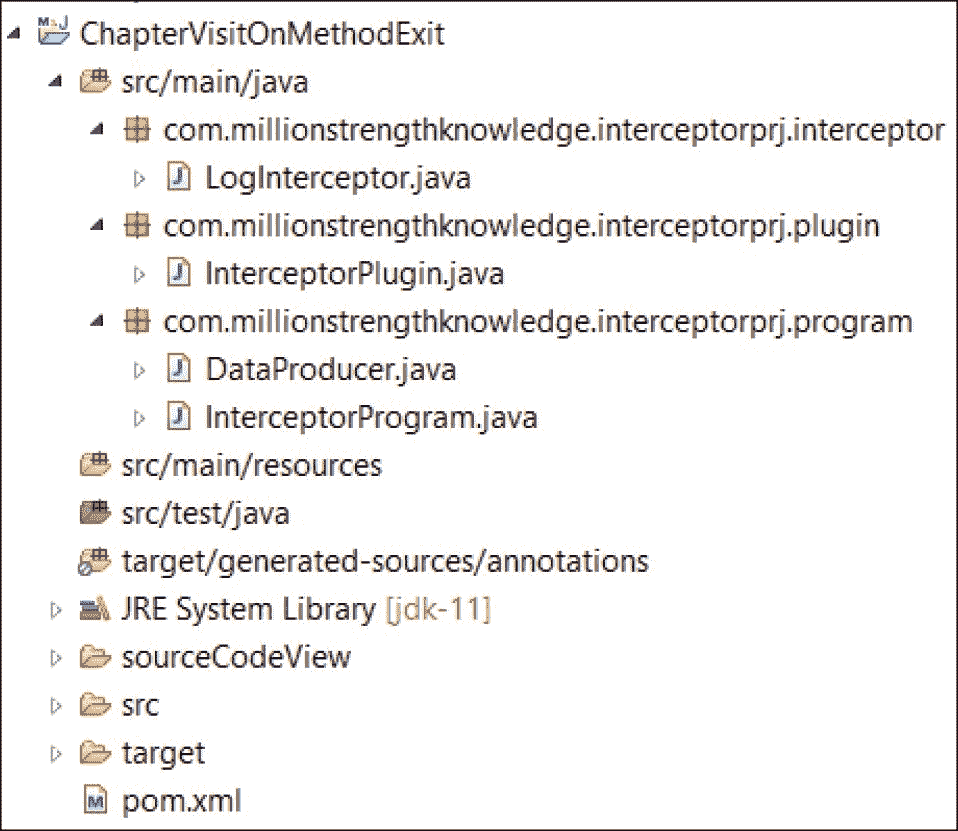 ChapterVisitOnMethodExit
src/main/java
com.millionstrengthknowledge.interceptorprj.interceptor
LogInterceptor.java
com.millionstrengthknowledge.interceptorprj.plugin
InterceptorPlugin.java
com.millionstrengthknowledge.interceptorprj.program
DataProducer.java
InterceptorProgram.java
src/main/resources
src/test/java
target/generated-sources/annotations
JRE System Library [jdk-11]
sourceCodeView
src
target
pom.xml